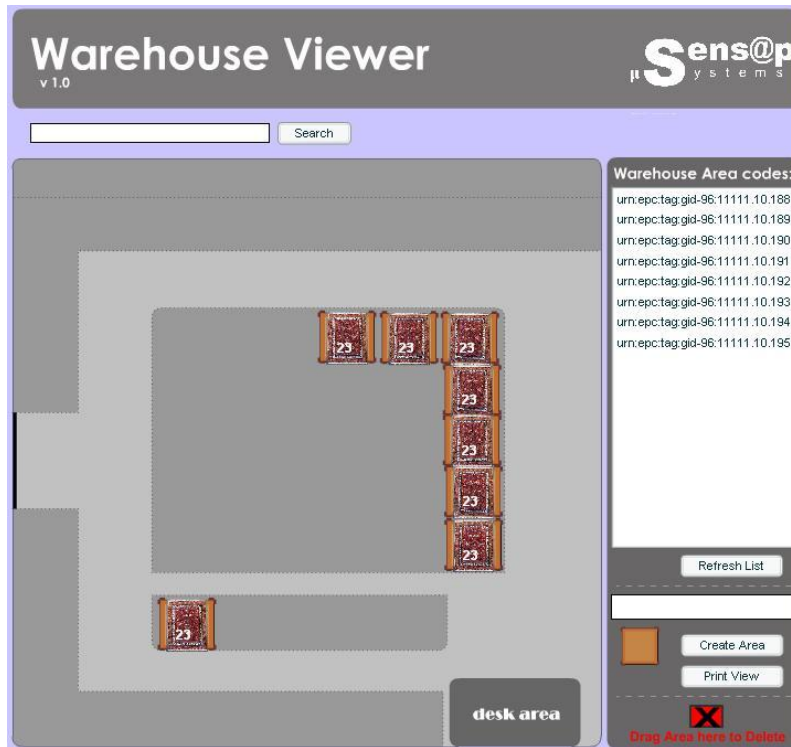 Warehouse Viewer
v 1.0
µSens@p
ystems
Search
Warehouse Area codes:
urn:epc:tag:gid-96:11111.10.188
urn:epc:tag:gid-96:11111.10.189
urn:epc:tag:gid-96:11111.10.190
urn:epc:tag:gid-96:11111.10.191
urn:epc:tag:gid-96:11111.10.192
urn:epc:tag:gid-96:11111.10.193
urn:epc:tag:gid-96:11111.10.194
urn:epc:tag:gid-96:11111.10.195
23 23 23
23
23
23
23
23
desk area
Refresh List
Create Area
Print View
X
Drag Area here to Delete